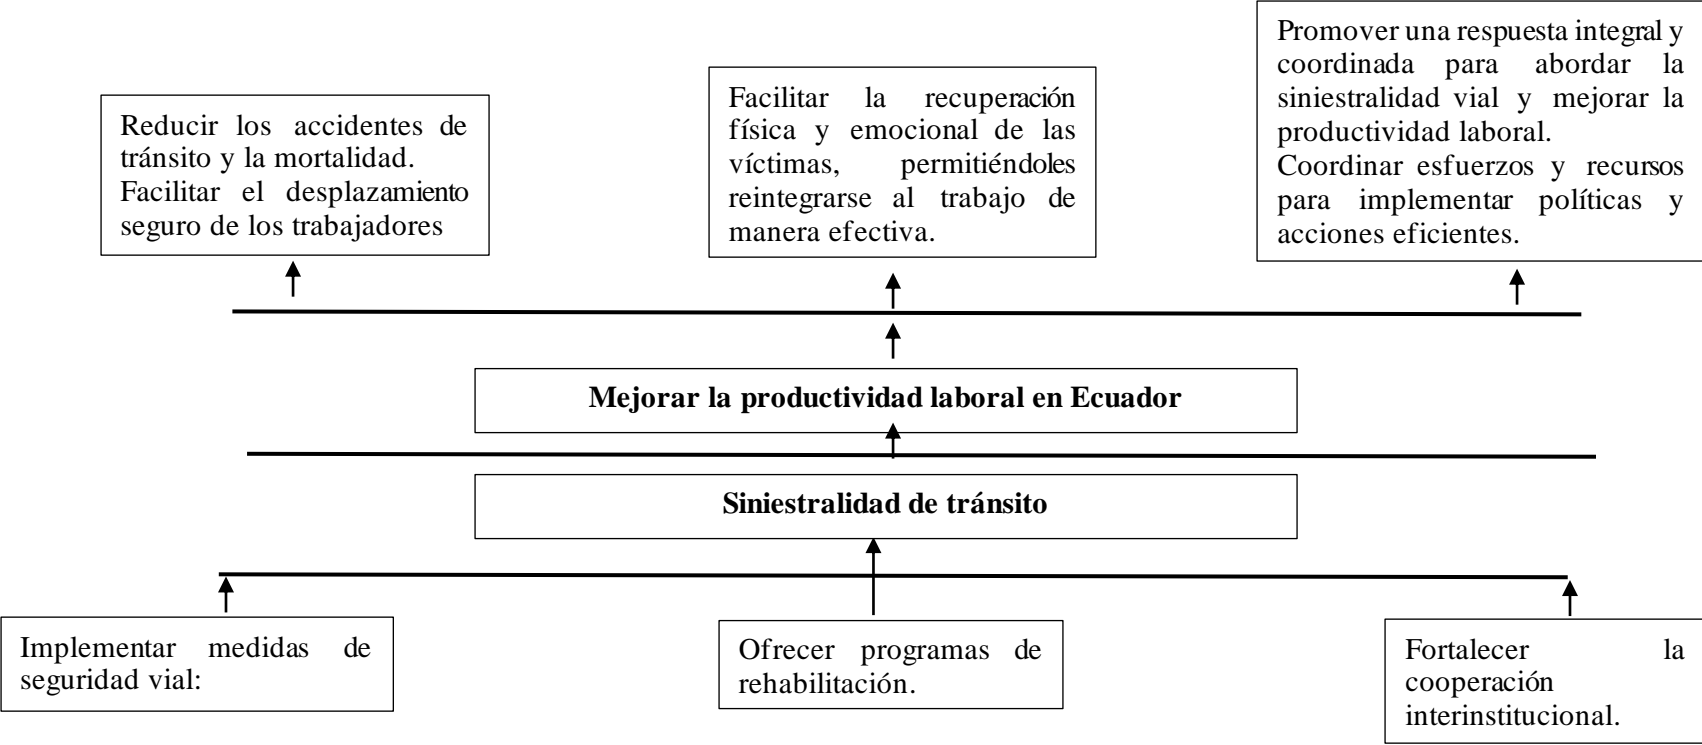 Reducir los accidentes de
tránsito y la mortalidad.
Facilitar el desplazamiento
seguro de los trabajadores
Facilitar la recuperación
física y emocional de las
víctimas, permitiéndoles
reintegrarse al trabajo de
manera efectiva.
Promover una respuesta integral y
coordinada para abordar la
siniestralidad vial y mejorar la
productividad laboral.
Coordinar esfuerzos y recursos
para implementar políticas y
acciones eficientes.
Mejorar la productividad laboral en Ecuador
Siniestralidad de tránsito
Implementar medidas de
seguridad vial:
Ofrecer programas de
rehabilitación.
Fortalecer la
cooperación
interinstitucional.